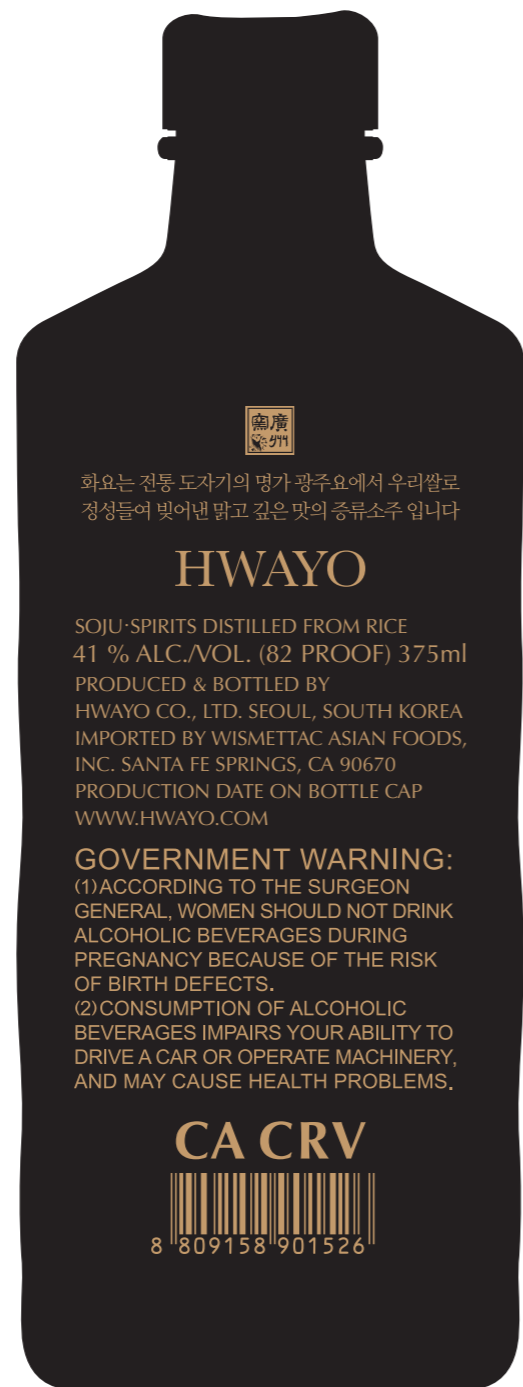 窯廣
화요는 전통 도자기의 명가 광주요에서 우리쌀로
정성들여 빚어낸 맑고 깊은 맛의 증류소주 입니다
HWAYO
SOJU·SPIRITS DISTILLED FROM RICE
41 % ALC./VOL. (82 PROOF) 375ml
PRODUCED & BOTTLED BY
HWAYO CO., LTD. SEOUL, SOUTH KOREA
IMPORTED BY WISMETTAC ASIAN FOODS,
INC. SANTA FE SPRINGS, CA 90670
PRODUCTION DATE ON BOTTLE CAP
WWW.HWAYO.COM
GOVERNMENT WARNING:
(1)ACCORDING TO THE SURGEON
GENERAL, WOMEN SHOULD NOT DRINK
ALCOHOLIC BEVERAGES DURING
PREGNANCY BECAUSE OF THE RISK
OF BIRTH DEFECTS.
(2)CONSUMPTION OF ALCOHOLIC
BEVERAGES IMPAIRS YOUR ABILITY TO
DRIVE A CAR OR OPERATE MACHINERY,
AND MAY CAUSE HEALTH PROBLEMS.
CA CRV
8 809158 901526